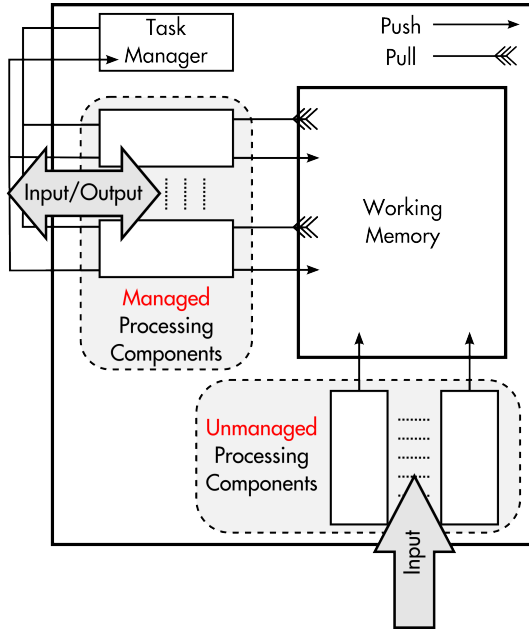 Task
Manager
Push
Pull
Input/Output
Working
Memory
Managed
Processing
Components
Unmanaged
Processing
Components
Input